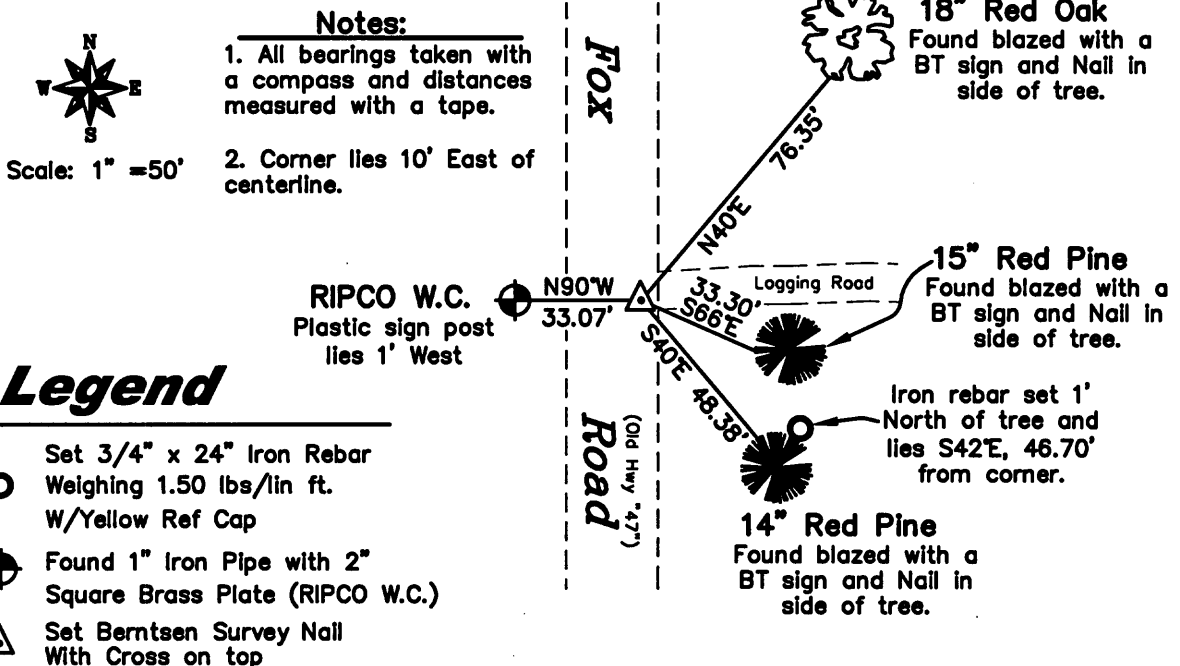 N
W E
S
Scale: 1" =50'
Notes:
1. All bearings taken with
a compass and distances
measured with a tape.
2. Corner lies 10' East of
centerline.
Fox
Road
(Old Hwy "47")
18" Red Oak
Found blazed with a
BT sign and Nail in
side of tree.
76.35'
N40°E
Logging Road
15" Red Pine
Found blazed with a
BT sign and Nail in
side of tree.
RIPCO W.C.
Plastic sign post
lies 1' West
N90°W
33.07'
33.30'
S66°E
S40°E 48.38'
Iron rebar set 1'
North of tree and
lies S42°E, 46.70'
from corner.
14" Red Pine
Found blazed with a
BT sign and Nail in
side of tree.
Legend
Set 3/4" x 24" Iron Rebar
Weighing 1.50 lbs/lin ft.
W/Yellow Ref Cap
Found 1" Iron Pipe with 2"
Square Brass Plate (RIPCO W.C.)
Set Berntsen Survey Nail
With Cross on top